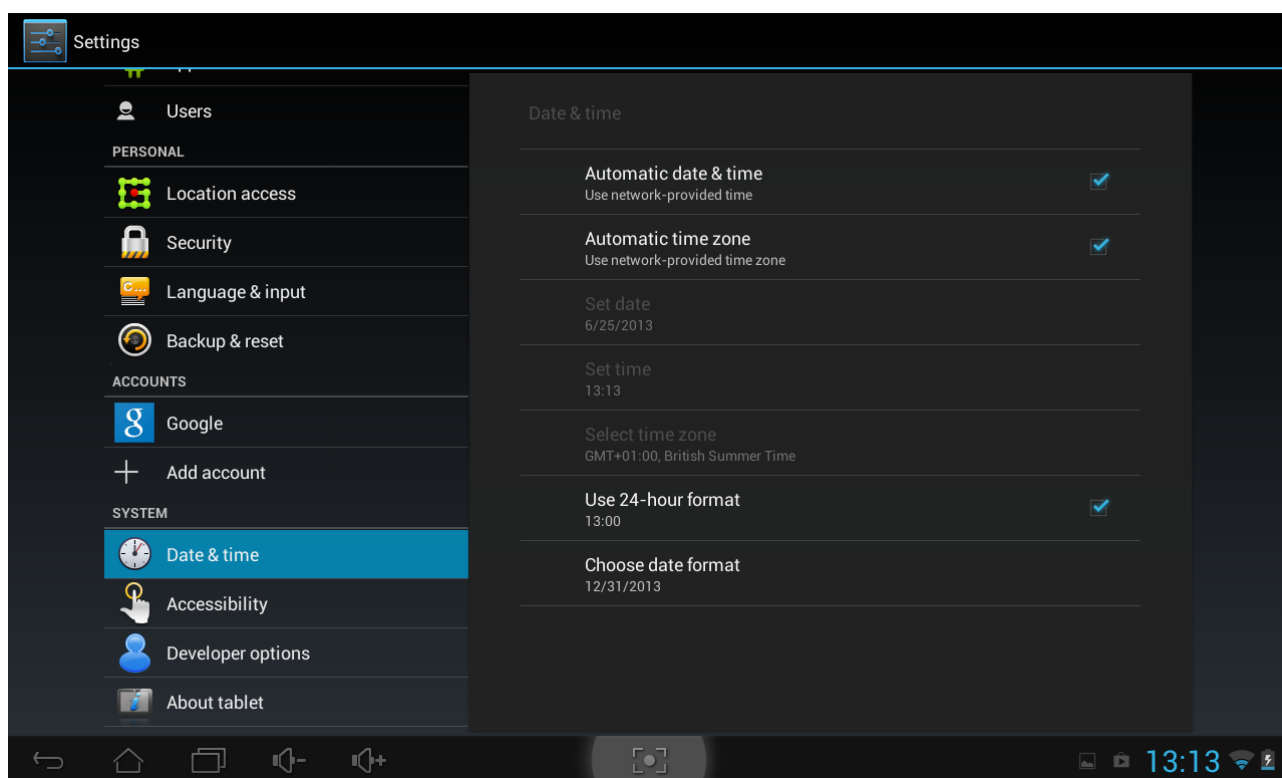 Settings
Users
PERSONAL
Location access
Security
Language & input
Backup & reset
ACCOUNTS
Google
Add account
SYSTEM
Date & time
Accessibility
Developer options
About tablet
Date & time
Automatic date & time
Use network-provided time
Automatic time zone
Use network-provided time zone
Set date
6/25/2013
Set time
13:13
Select time zone
GMT+01:00, British Summer Time
Use 24-hour format
13:00
Choose date format
12/31/2013
13:13